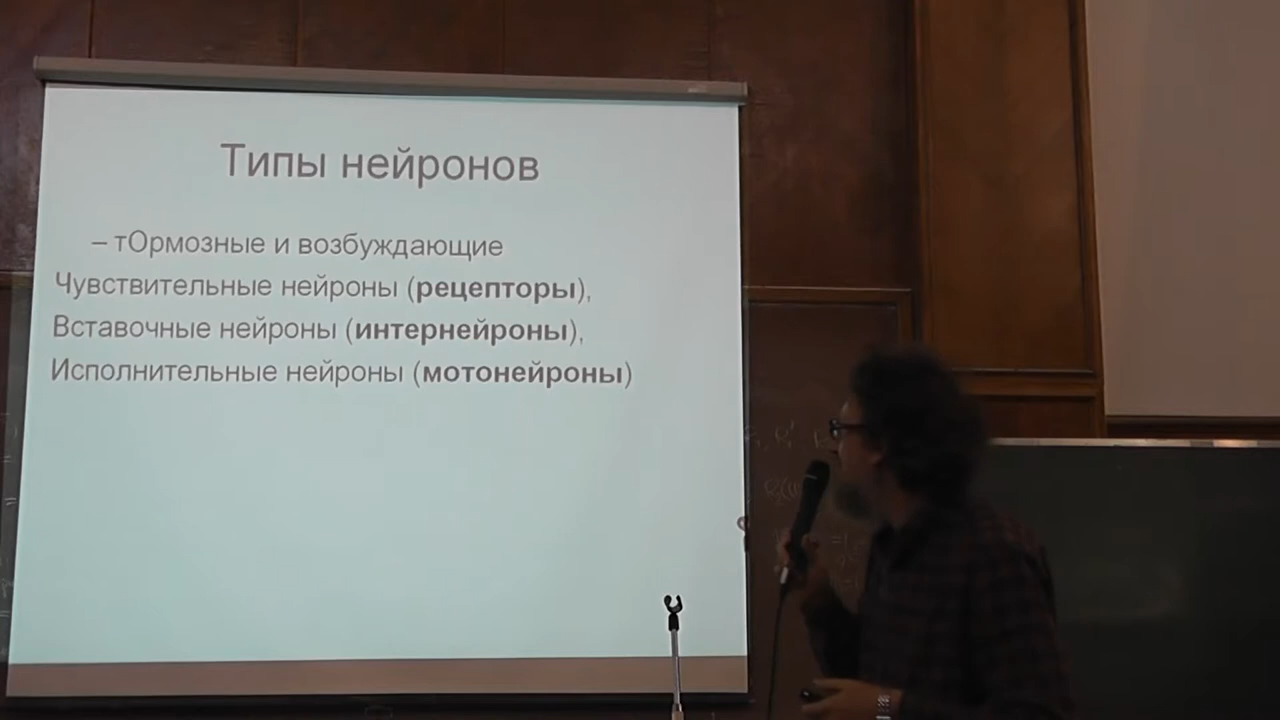 Типы нейронов
– тОрмозные и возбуждающие
Чувствительные нейроны (рецепторы),
Вставочные нейроны (интернейроны),
Исполнительные нейроны (мотонейроны)